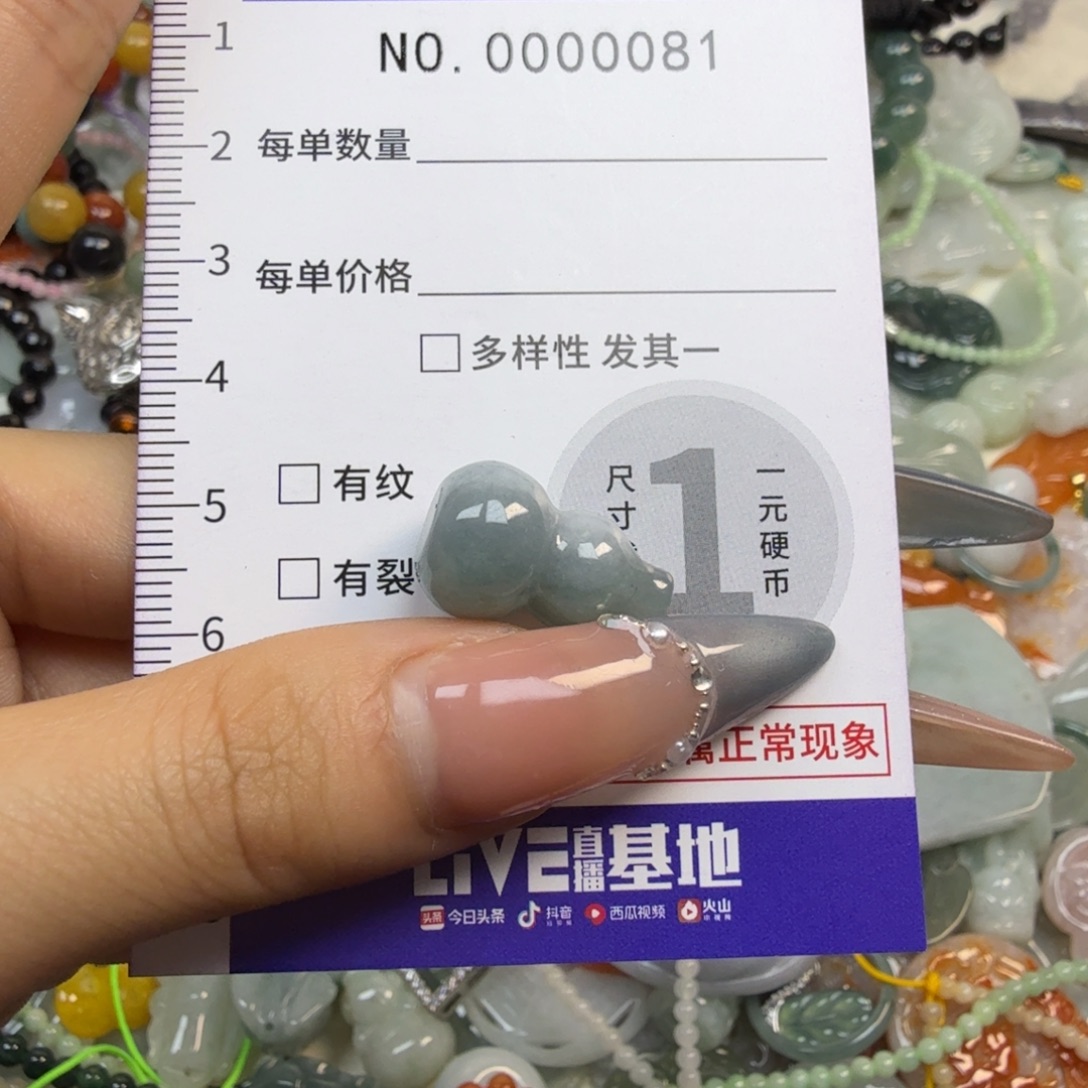 1
NO. 0000081
2
每单数量
3
每单价格
4
多样性 发其一
有纹
尺寸
1
一元硬币
5
有裂
6
属正常现象
LIVE直播基地
头条 今日头条 抖音 西瓜视频 火山